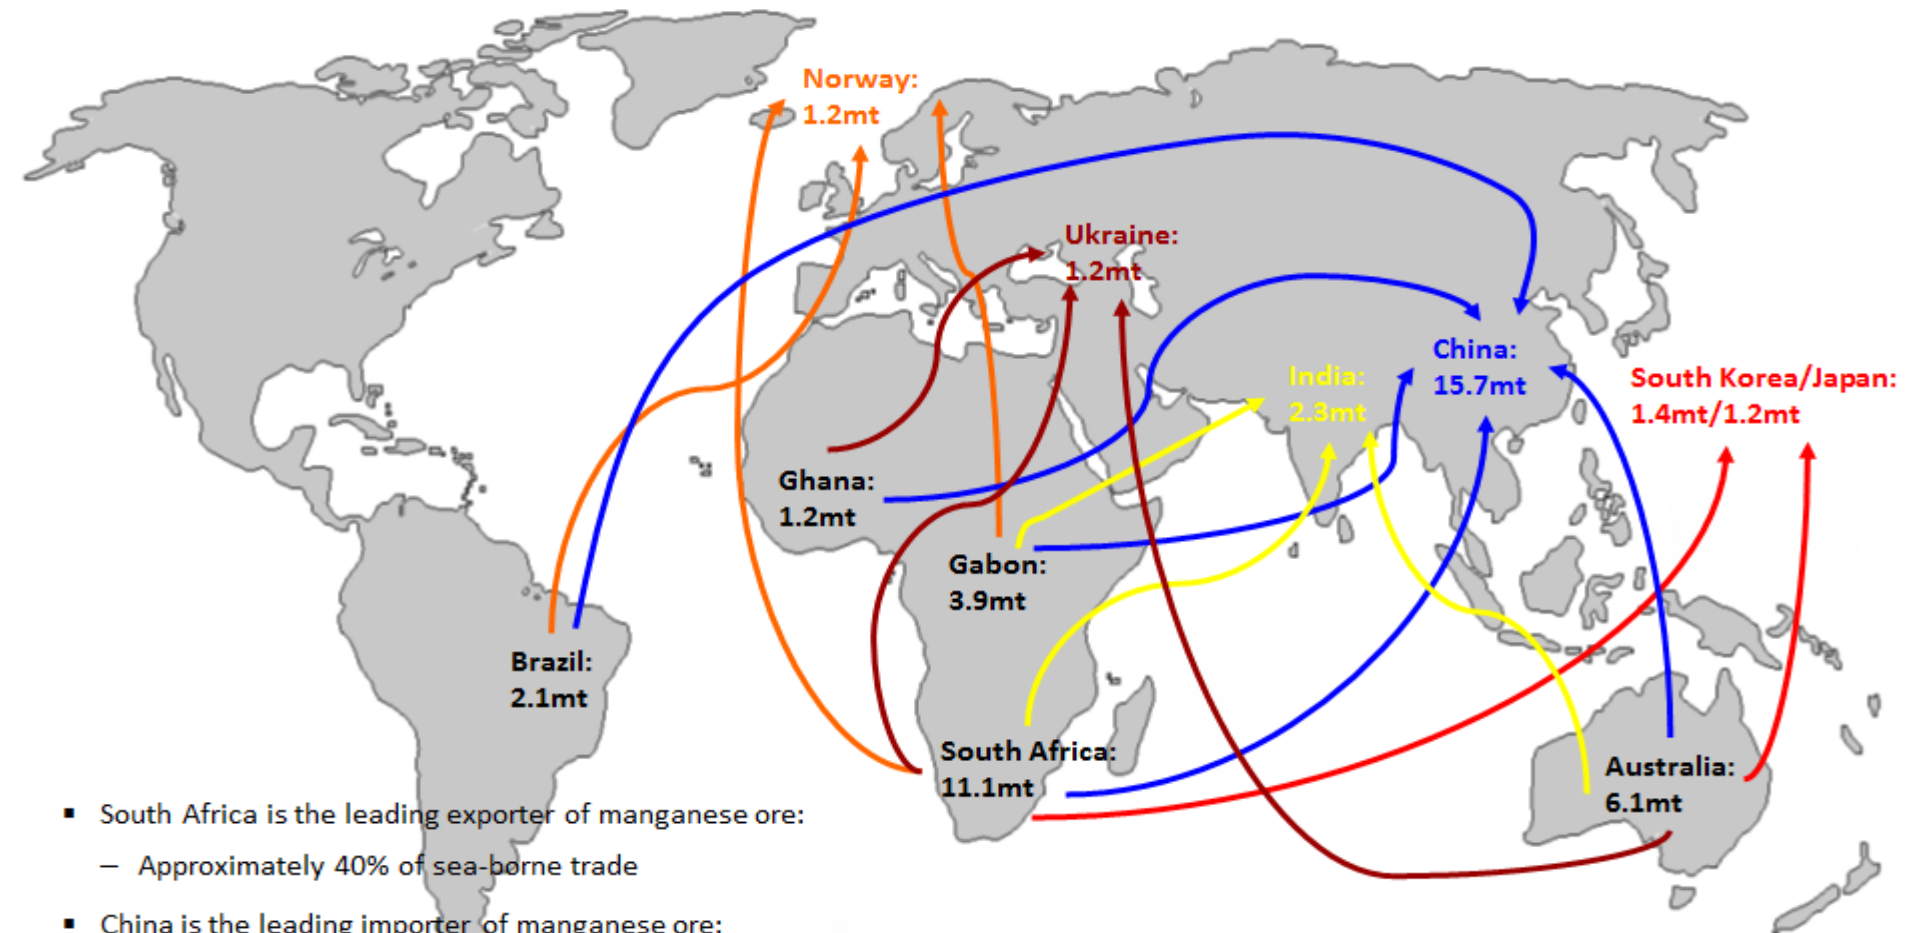 Norway:
1.2mt
Ukraine:
1.2mt
China:
15.7mt
India:
2.3mt
South Korea/Japan:
1.4mt/1.2mt
Ghana:
1.2mt
Gabon:
3.9mt
Brazil:
2.1mt
South Africa:
11.1mt
Australia:
6.1mt
▪ South Africa is the leading exporter of manganese ore:
– Approximately 40% of sea-borne trade
▪ China is the leading importer of manganese ore: